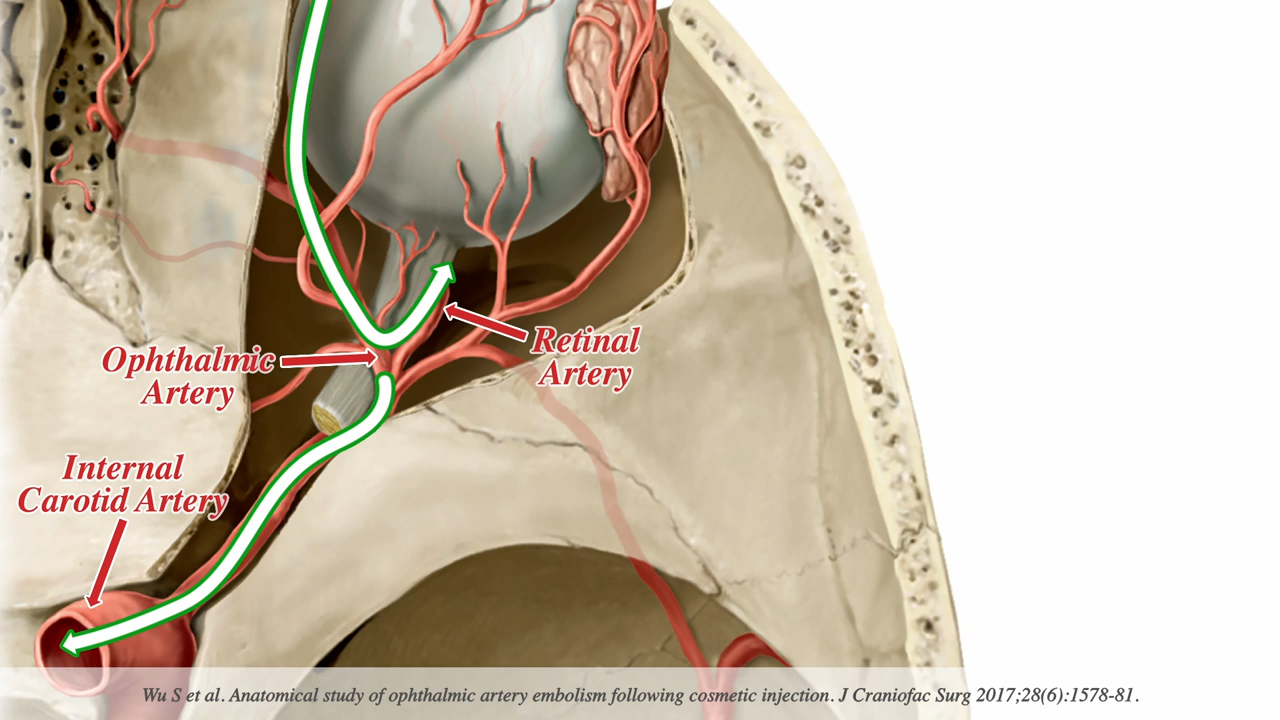 Ophthalmic
Artery
Retinal
Artery
Internal
Carotid Artery
Wu S et al. Anatomical study of ophthalmic artery embolism following cosmetic injection. J Craniofac Surg 2017;28(6):1578-81.